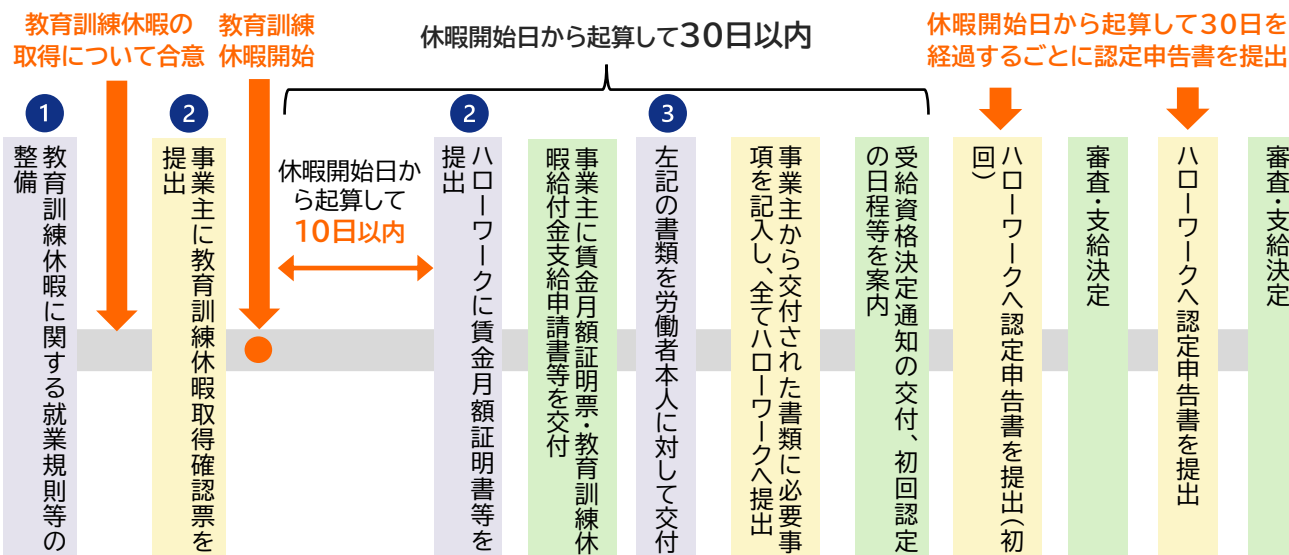 教育訓練休暇の
取得について合意
教育訓練
休暇開始
休暇開始日から起算して30日以内
休暇開始日から起算して30日を
経過するごとに認定申告書を提出
1
教育訓練休暇に関する就業規則等の
整備
2
事業主に教育訓練休暇取得確認票を
提出
休暇開始日か
ら起算して
10日以内
2
ハローワークに賃金月額証明書等を
提出
事業主に賃金月額証明票・教育訓練休
暇給付金支給申請書等を交付
3
左記の書類を労働者本人に対して交付
事業主から交付された書類に必要事
項を記入し、全てハローワークへ提出
受給資格決定通知の交付、初回認定
の日程等を案内
ハローワークへ認定申告書を提出(初
回)
審査・支給決定
ハローワークへ認定申告書を提出
審査・支給決定